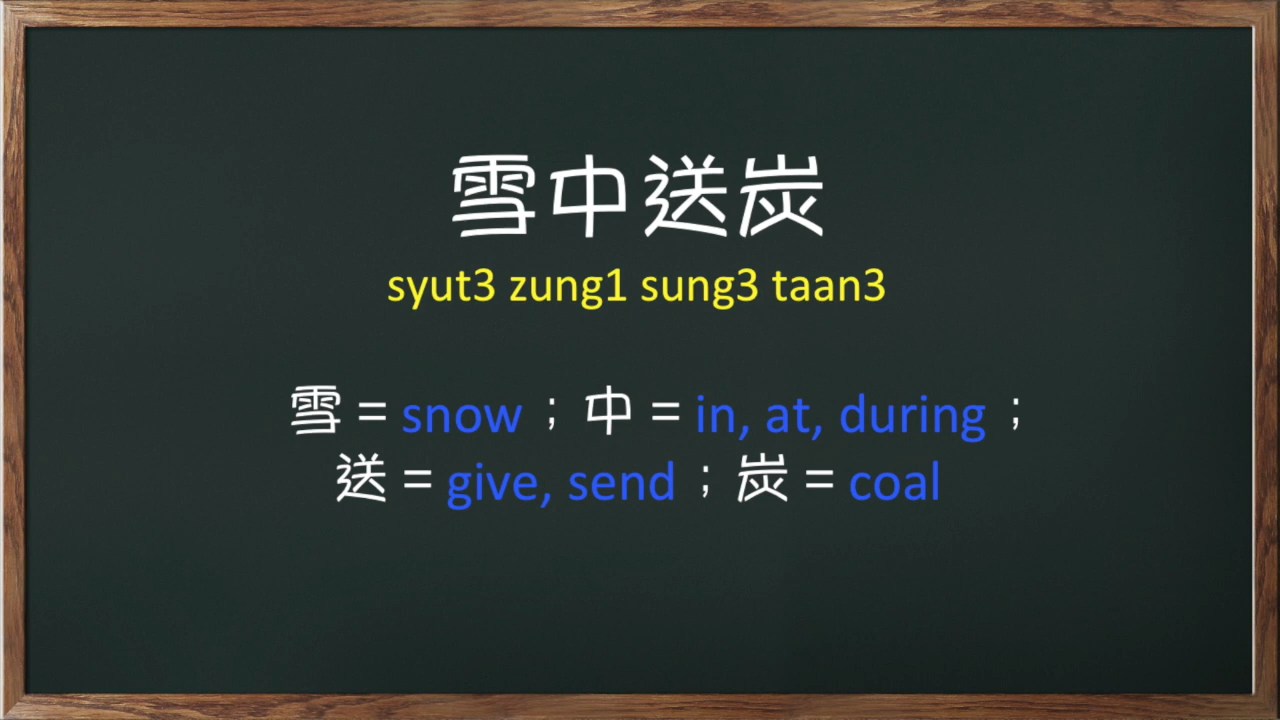 雪中送炭
syut3 zung1 sung3 taan3
雪 = snow；中 = in, at, during；
送 = give, send；炭 = coal